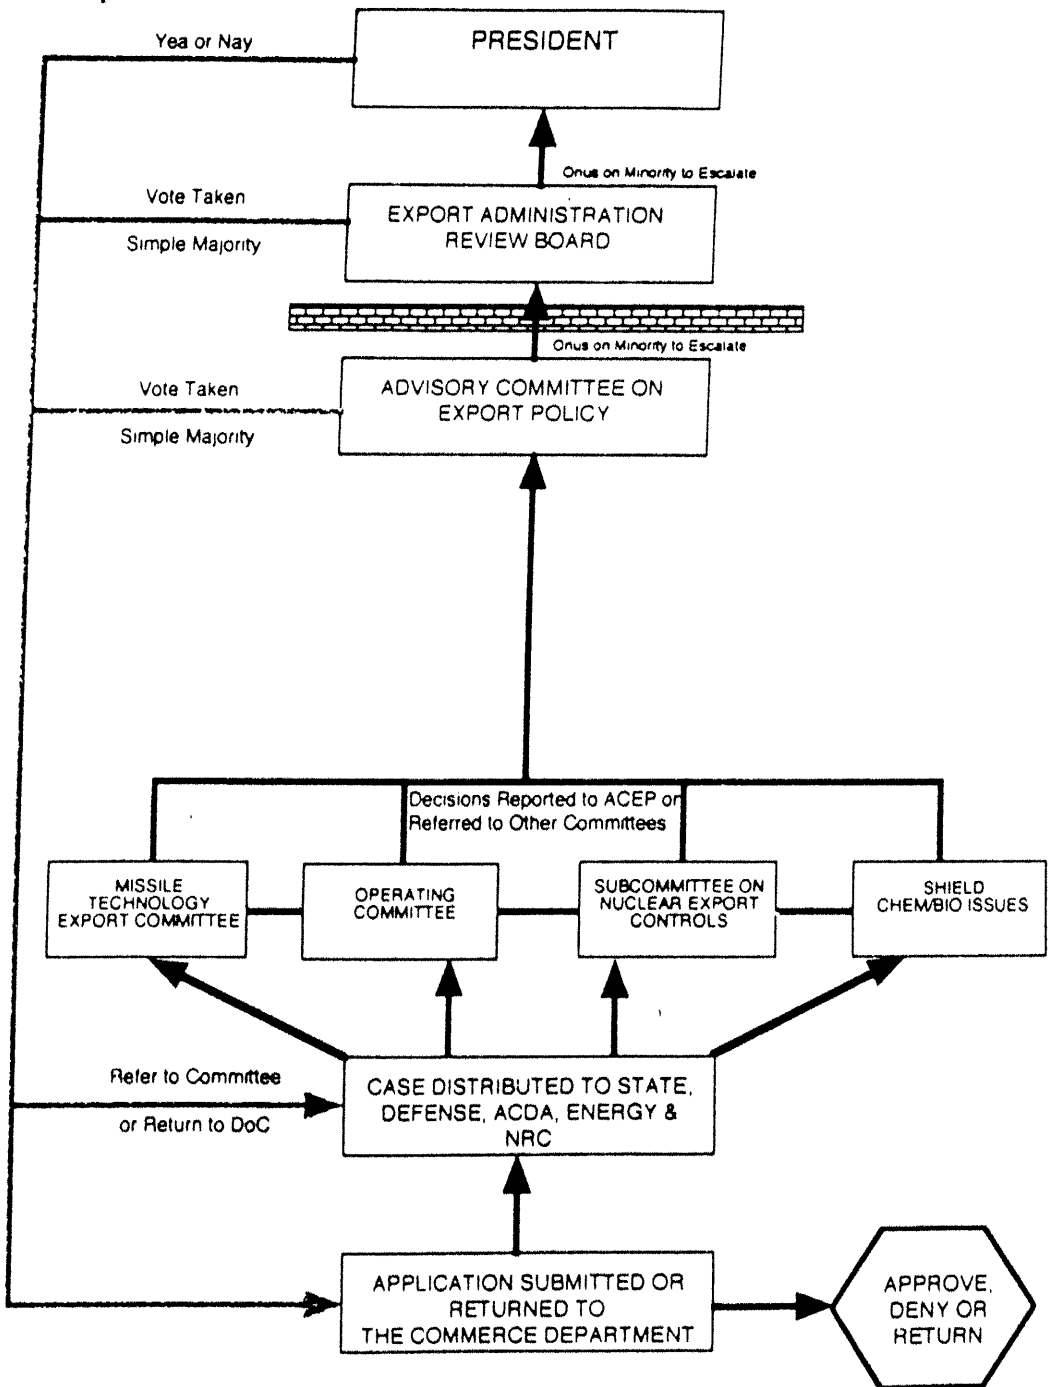 Yea or Nay
PRESIDENT
Onus on Minority to Escalate
Vote Taken
Simple Majority
EXPORT ADMINISTRATION
REVIEW BOARD
Onus on Minority to Escalate
Vote Taken
Simple Majority
ADVISORY COMMITTEE ON
EXPORT POLICY
Decisions Reported to ACEP or
Referred to Other Committees
MISSILE
TECHNOLOGY
EXPORT COMMITTEE
OPERATING
COMMITTEE
SUBCOMMITTEE ON
NUCLEAR EXPORT
CONTROLS
SHIELD
CHEM/BIO ISSUES
Refer to Committee
or Return to DoC
CASE DISTRIBUTED TO STATE,
DEFENSE, ACDA, ENERGY &
NRC
APPLICATION SUBMITTED OR
RETURNED TO
THE COMMERCE DEPARTMENT
APPROVE,
DENY OR
RETURN